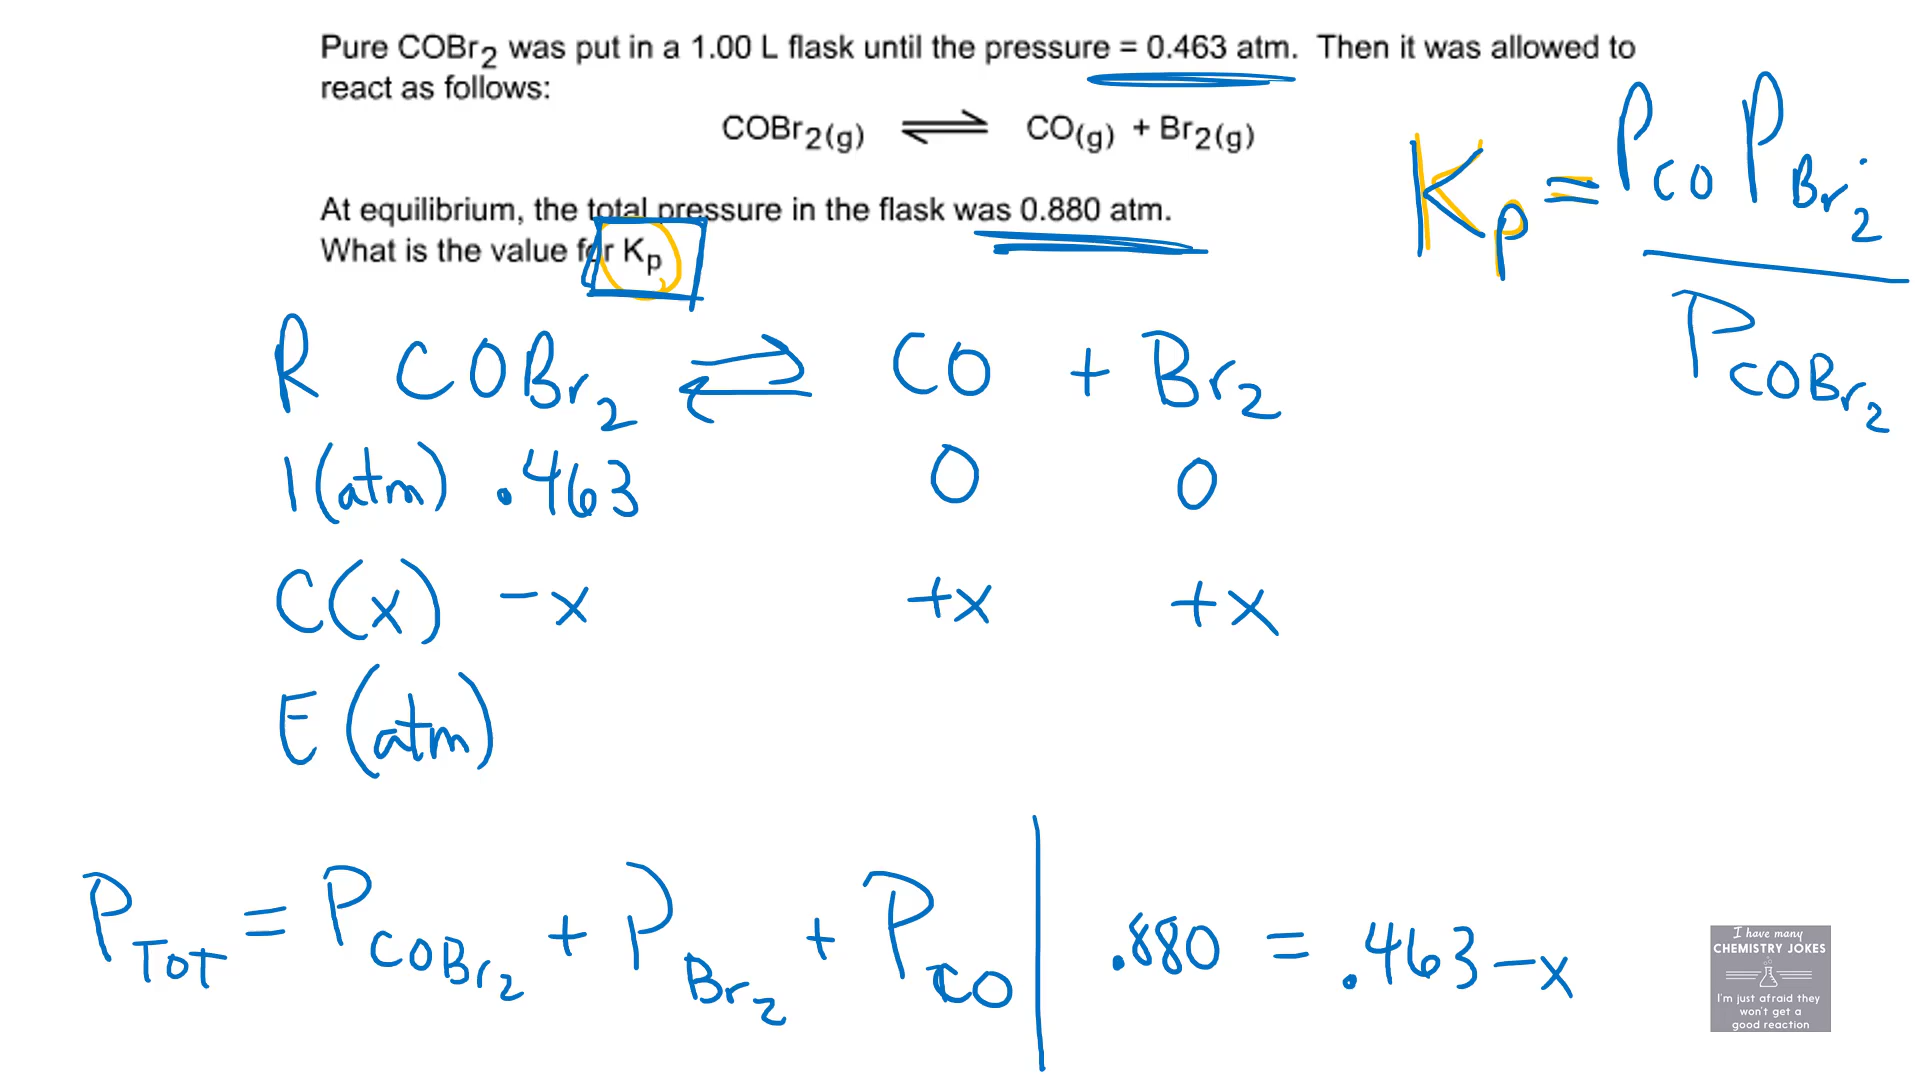 Pure COBr2 was put in a 1.00 L flask until the pressure = 0.463 atm. Then it was allowed to
react as follows:
COBr2(g) ⇌ CO(g) + Br2(g)
At equilibrium, the total pressure in the flask was 0.880 atm.
What is the value for Kp
Kp = PCO PBr2
PCOBr2
R COBr2 ⇌ CO + Br2
I (atm) .463 0 0
C(x) -x +x +x
E (atm)
PTOT = PCOBr2 + PBr2 + PCO | .880 = .463-x
I have many
CHEMISTRY JOKES
I'm just afraid they
won't get a
good reaction